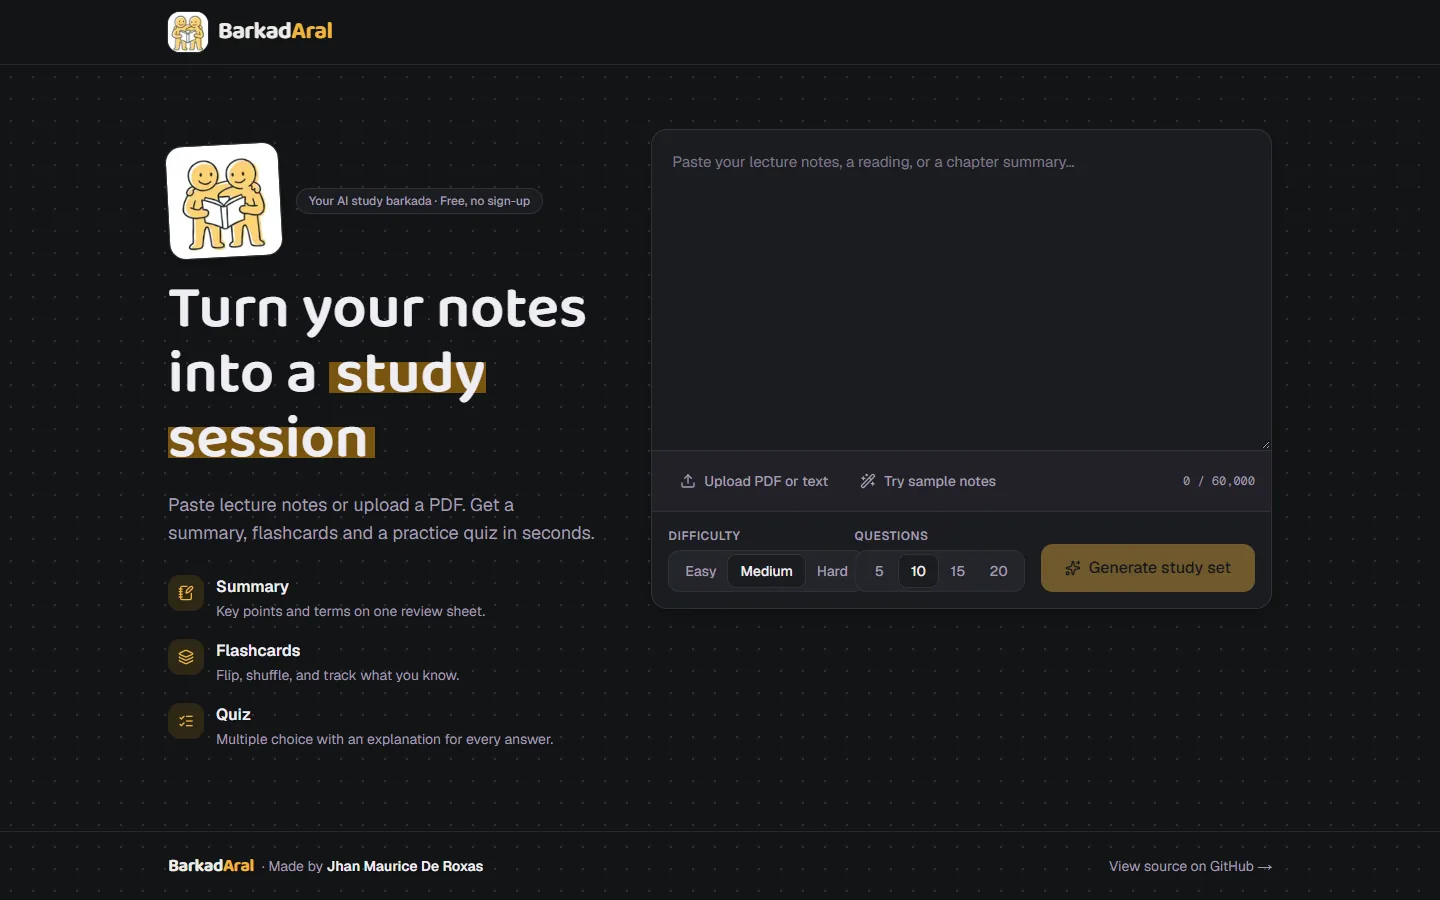 BarkadAral
Your AI study barkada · Free, no sign-up
Turn your notes
into a study
session
Paste lecture notes or upload a PDF. Get a
summary, flashcards and a practice quiz in seconds.
Summary
Key points and terms on one review sheet.
Flashcards
Flip, shuffle, and track what you know.
Quiz
Multiple choice with an explanation for every answer.
Paste your lecture notes, a reading, or a chapter summary…
Upload PDF or text
Try sample notes
0 / 60,000
DIFFICULTY
QUESTIONS
Easy Medium Hard
5 10 15 20
Generate study set
BarkadAral · Made by Jhan Maurice De Roxas
View source on GitHub →